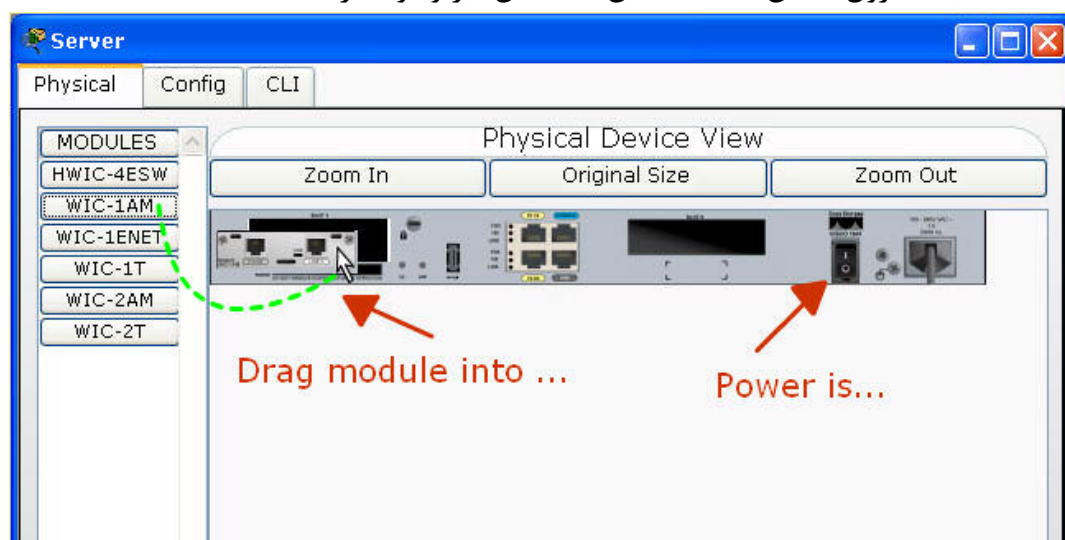 Server
Physical Config CLI
MODULES
Physical Device View
HWIC-4ESW
Zoom In Original Size Zoom Out
WIC-1AM
WIC-1ENET
WIC-1T
WIC-2AM
WIC-2T
Drag module into ...
Power is...